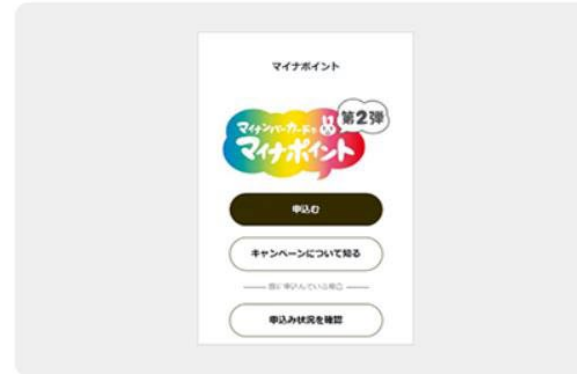 マイナポイント
マイナンバーカードで
マイナポイント
第2弾
申込む
キャンペーンについて知る
既に申込んでいる場合
申込み状況を確認